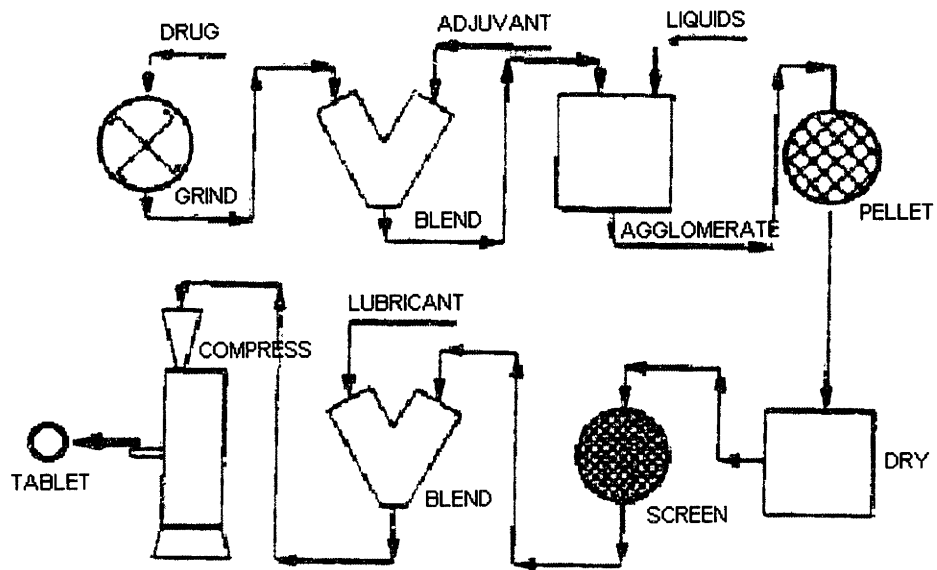 DRUG
ADJUVANT
LIQUIDS
GRIND
BLEND
AGGLOMERATE
PELLET
LUBRICANT
COMPRESS
TABLET
BLEND
SCREEN
DRY